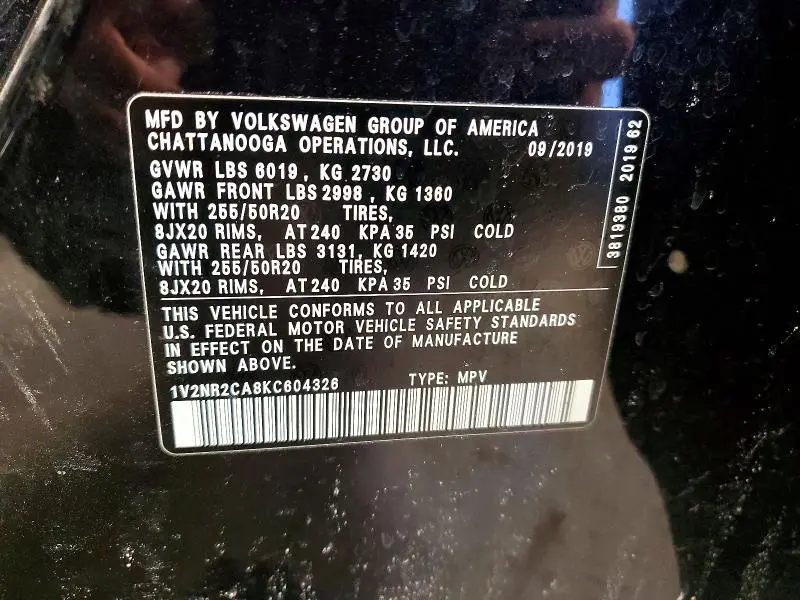 MFD BY VOLKSWAGEN GROUP OF AMERICA
CHATTANOOGA OPERATIONS, LLC. 09/2019
GVWR LBS 6019, KG 2730
GAWR FRONT LBS 2998, KG 1360
WITH 255/50R20 TIRES,
8JX20 RIMS, AT 240 KPA 35 PSI COLD
GAWR REAR LBS 3131, KG 1420
WITH 255/50R20 TIRES,
8JX20 RIMS, AT 240 KPA 35 PSI COLD
THIS VEHICLE CONFORMS TO ALL APPLICABLE
U.S. FEDERAL MOTOR VEHICLE SAFETY STANDARDS
IN EFFECT ON THE DATE OF MANUFACTURE
SHOWN ABOVE.
1V2NR2CA8KC604326 TYPE: MPV
3819380 2019 62